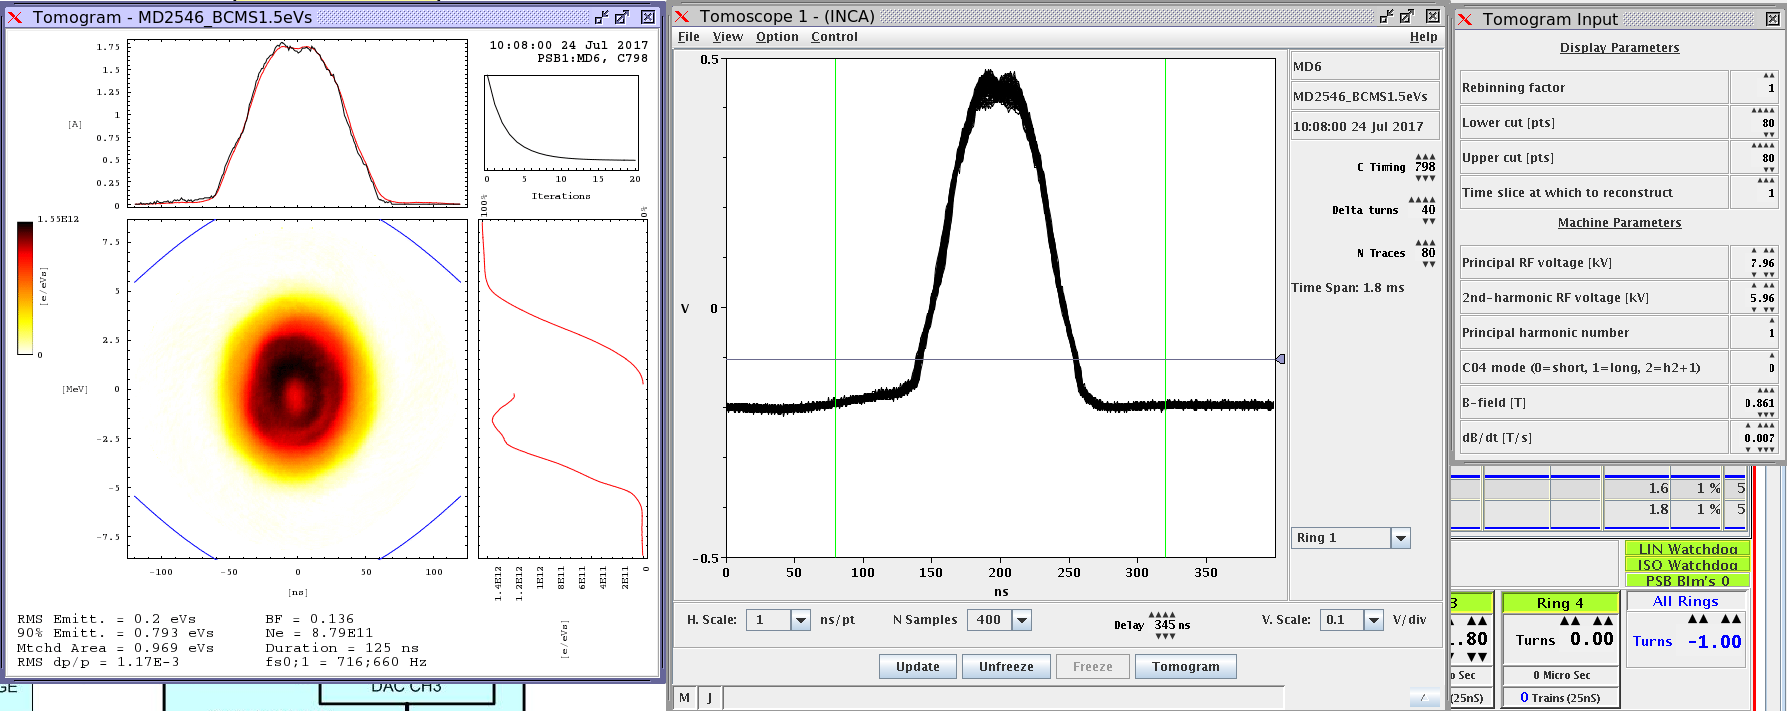 Tomogram - MD2546_BCMS1.5eVs
10:08:00 24 Jul 2017
PSB1:MD6, C798
1.75
1.5
1.25
[A]
1
0.75
0.5
0.25
0
0 5 10 15 20
Iterations
100%
0%
1.55E12
[e/eVs]
0
7.5
5
2.5
[MeV]
0
-2.5
-5
-7.5
-100 -50 0 50 100
[ns]
1.4E12
1.2E12
1E12
8E11
6E11
4E11
2E11
0
[e/eVs]
RMS Emitt. = 0.2 eVs BF = 0.136
90% Emitt. = 0.793 eVs Ne = 8.79E11
Mtchd Area = 0.969 eVs Duration = 125 ns
RMS dp/p = 1.17E-3 fs0;1 = 716;660 Hz
DAC CH3
GE
Tomoscope 1 - (INCA)
File View Option Control Help
0.5
V 0
-0.5
0 50 100 150 200 250 300 350
ns
MD6
MD2546_BCMS1.5eVs
10:08:00 24 Jul 2017
C Timing 798
Delta turns 40
N Traces 80
Time Span: 1.8 ms
Ring 1
H. Scale: 1 ns/pt N Samples 400 Delay 345 ns V. Scale: 0.1 V/div
Update Unfreeze Freeze Tomogram
M J
Tomogram Input
Display Parameters
Rebinning factor 1
Lower cut [pts] 80
Upper cut [pts] 80
Time slice at which to reconstruct 1
Machine Parameters
Principal RF voltage [kV] 7.96
2nd-harmonic RF voltage [kV] 5.96
Principal harmonic number 1
C04 mode (0=short, 1=long, 2=h2+1) 0
B-field [T] 0.861
dB/dt [T/s] 0.007
1.6 1 % 5
1.8 1 % 5
LIN Watchdog
ISO Watchdog
PSB Blm's 0
3 Ring 4 All Rings
.80 Turns 0.00 Turns -1.00
o Sec 0 Micro Sec
(25nS) 0 Trains (25nS)